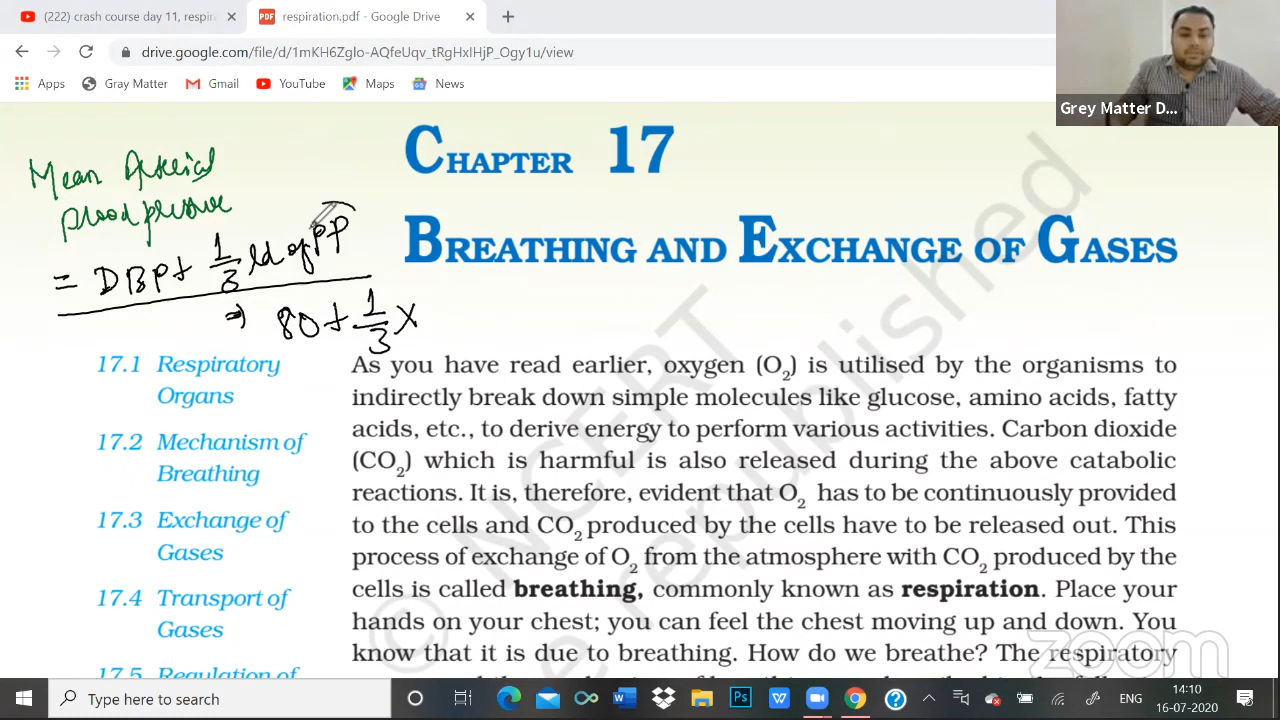 (222) crash course day 11, respira
respiration.pdf - Google Drive
drive.google.com/file/d/1mKH6Zglo-AQfeUqv_tRgHxlHjP_Ogy1u/view
Apps Gray Matter Gmail YouTube Maps News
Grey Matter D...
CHAPTER 17
BREATHING AND EXCHANGE OF GASES
Mean Arterial
Blood pressure
= DBP + 1/3 rd of PP
⇒ 80 + 1/3 X
17.1 Respiratory
Organs
17.2 Mechanism of
Breathing
17.3 Exchange of
Gases
17.4 Transport of
Gases
17.5 Regulation of
As you have read earlier, oxygen (O2) is utilised by the organisms to
indirectly break down simple molecules like glucose, amino acids, fatty
acids, etc., to derive energy to perform various activities. Carbon dioxide
(CO2) which is harmful is also released during the above catabolic
reactions. It is, therefore, evident that O2 has to be continuously provided
to the cells and CO2 produced by the cells have to be released out. This
process of exchange of O2 from the atmosphere with CO2 produced by the
cells is called breathing, commonly known as respiration. Place your
hands on your chest; you can feel the chest moving up and down. You
know that it is due to breathing. How do we breathe? The respiratory
© NCERT
republished
zoom
Type here to search
ENG
14:10
16-07-2020